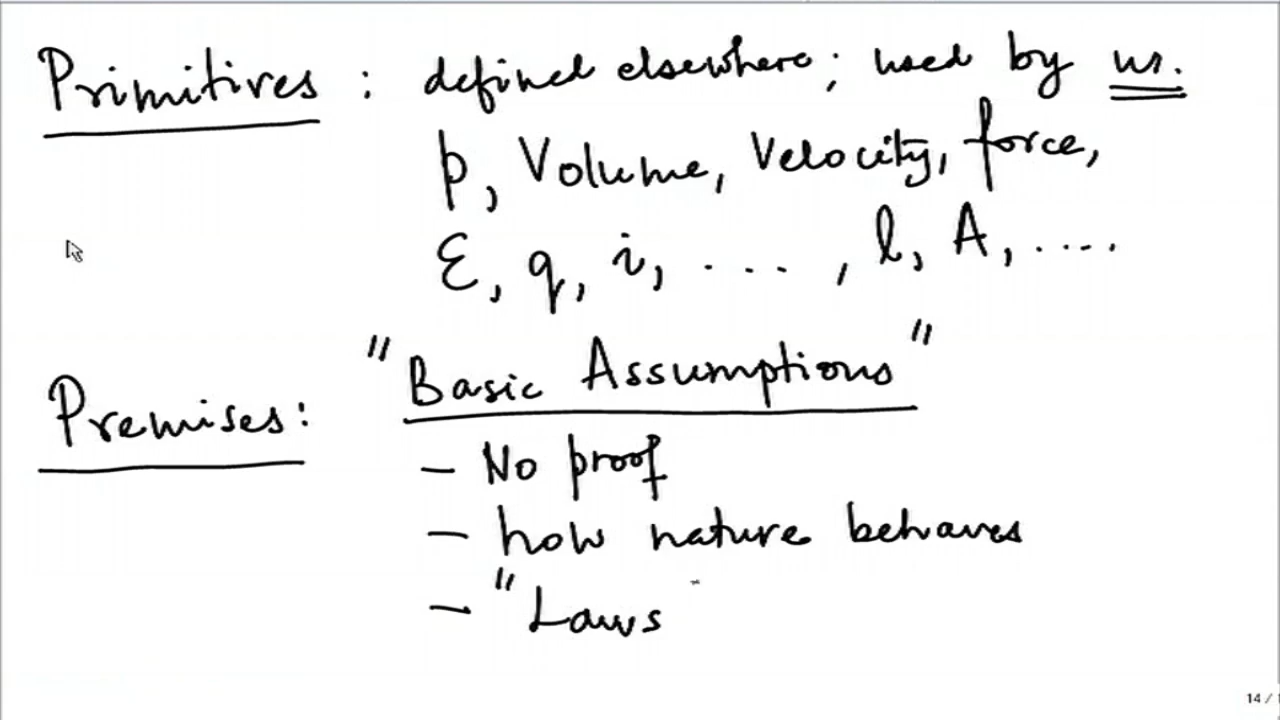 Primitives : defined elsewhere; used by us.
p, Volume, Velocity, force,
ℰ, q, i, . . . , l, A, . . . .
Premises: "Basic Assumptions"
– No proof
– how nature behaves
– "Laws
14 /